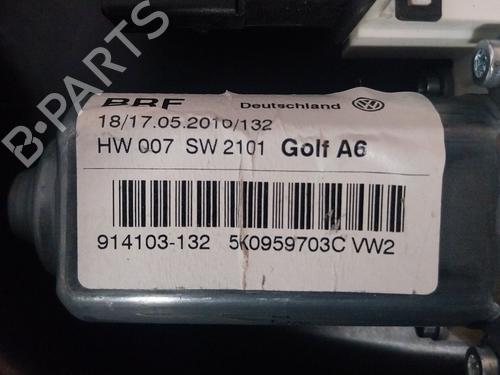 B-PARTS
BRF Deutschland
18/17.05.2010/132
HW 007 SW 2101 Golf A6
914103-132 5K0959703C VW2